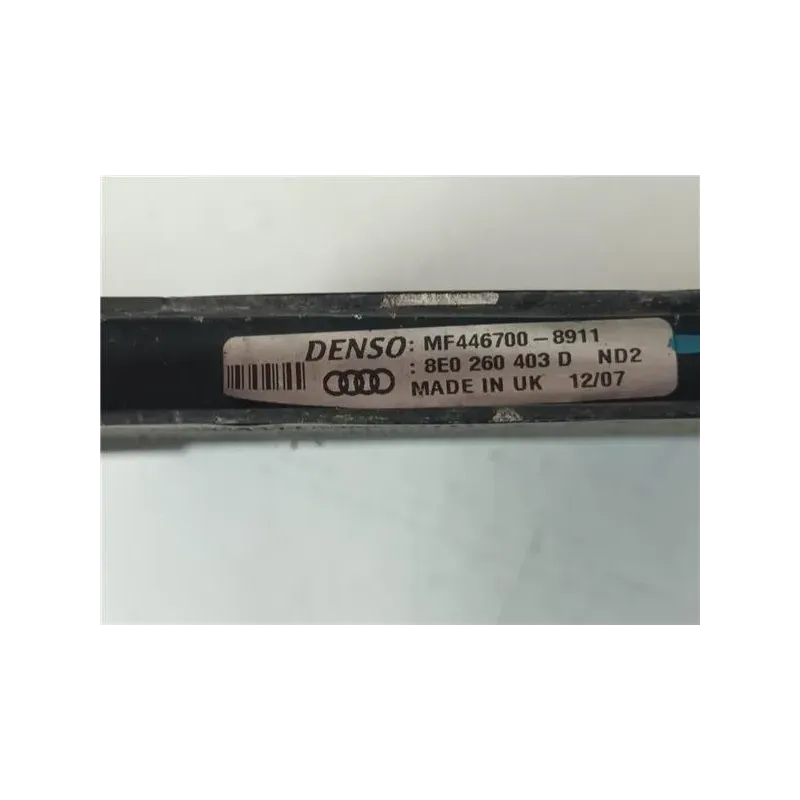 DENSO: MF446700-8911
: 8E0 260 403 D ND2
MADE IN UK 12/07